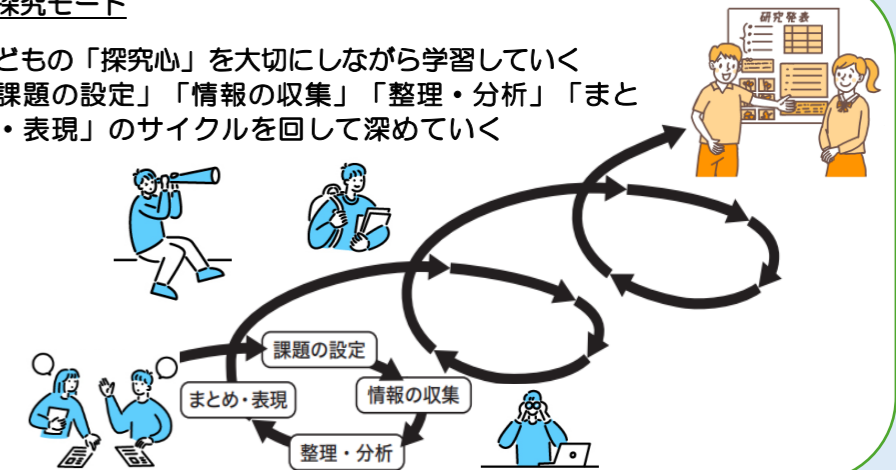 探究モード
どもの「探究心」を大切にしながら学習していく
課題の設定」「情報の収集」「整理・分析」「まと
・表現」のサイクルを回して深めていく
研究発表
課題の設定
まとめ・表現
情報の収集
整理・分析